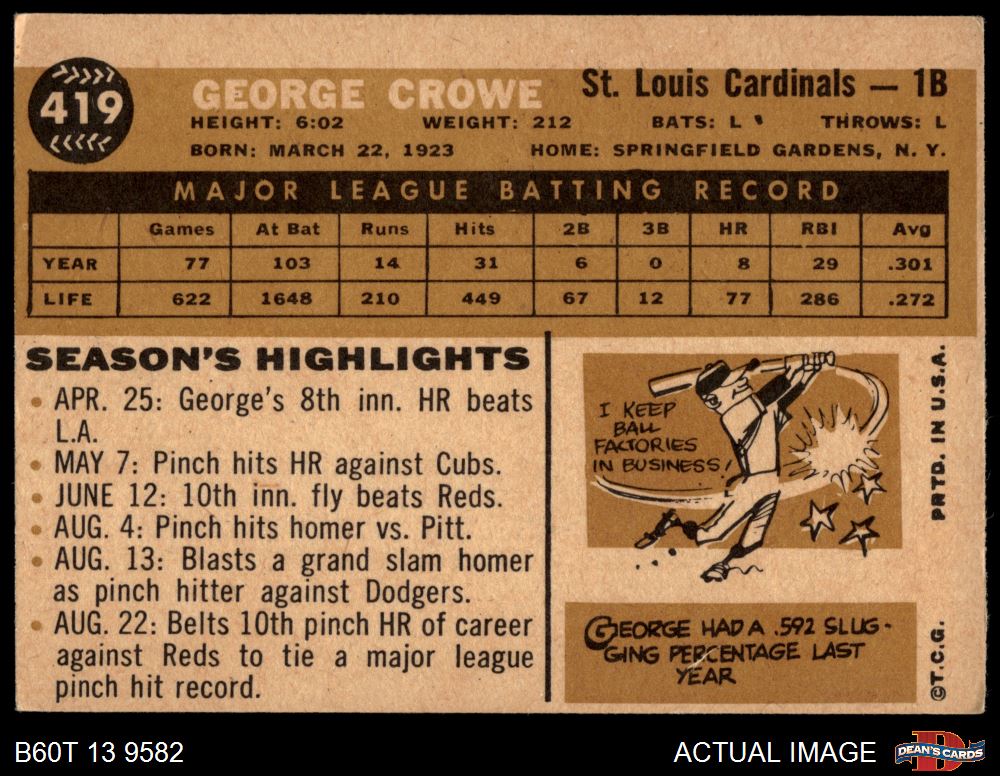 419
GEORGE CROWE
St. Louis Cardinals — 1B
HEIGHT: 6:02 WEIGHT: 212 BATS: L THROWS: L
BORN: MARCH 22, 1923 HOME: SPRINGFIELD GARDENS, N. Y.
MAJOR LEAGUE BATTING RECORD
Games At Bat Runs Hits 2B 3B HR RBI Avg
YEAR 77 103 14 31 6 0 8 29 .301
LIFE 622 1648 210 449 67 12 77 286 .272
SEASON'S HIGHLIGHTS
• APR. 25: George's 8th inn. HR beats
L.A.
• MAY 7: Pinch hits HR against Cubs.
• JUNE 12: 10th inn. fly beats Reds.
• AUG. 4: Pinch hits homer vs. Pitt.
• AUG. 13: Blasts a grand slam homer
as pinch hitter against Dodgers.
• AUG. 22: Belts 10th pinch HR of career
against Reds to tie a major league
pinch hit record.
I KEEP
BALL
FACTORIES
IN BUSINESS!
GEORGE HAD A .592 SLUG-
GING PERCENTAGE LAST
YEAR
©T.C.G. PRTD. IN U.S.A.
B60T 13 9582
ACTUAL IMAGE
D
DEAN'S CARDS